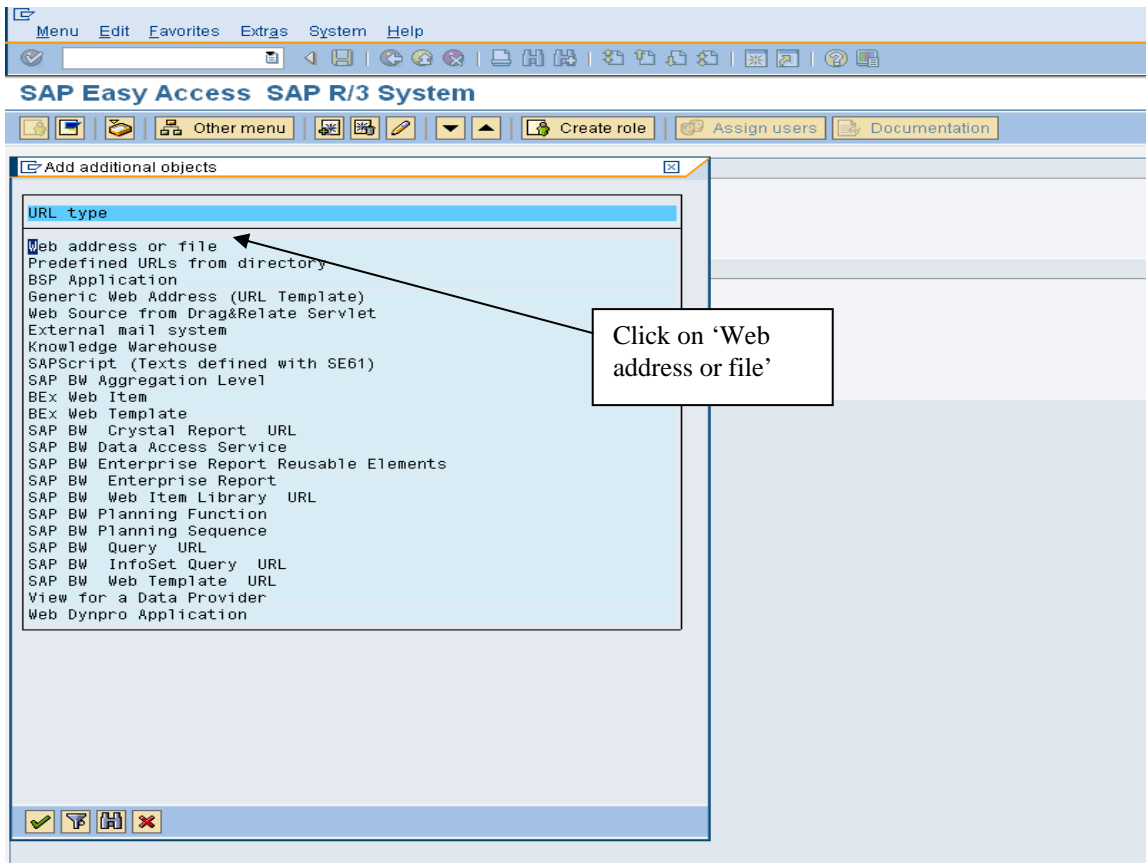 Menu Edit Favorites Extras System Help
SAP Easy Access SAP R/3 System
Other menu Create role Assign users Documentation
Add additional objects
URL type
Web address or file
Predefined URLs from directory
BSP Application
Generic Web Address (URL Template)
Web Source from Drag&Relate Servlet
External mail system
Knowledge Warehouse
SAPScript (Texts defined with SE61)
SAP BW Aggregation Level
BEx Web Item
BEx Web Template
SAP BW  Crystal Report  URL
SAP BW Data Access Service
SAP BW Enterprise Report Reusable Elements
SAP BW  Enterprise Report
SAP BW  Web Item Library  URL
SAP BW Planning Function
SAP BW Planning Sequence
SAP BW  Query  URL
SAP BW  InfoSet Query  URL
SAP BW  Web Template  URL
View for a Data Provider
Web Dynpro Application
Click on ‘Web
address or file’